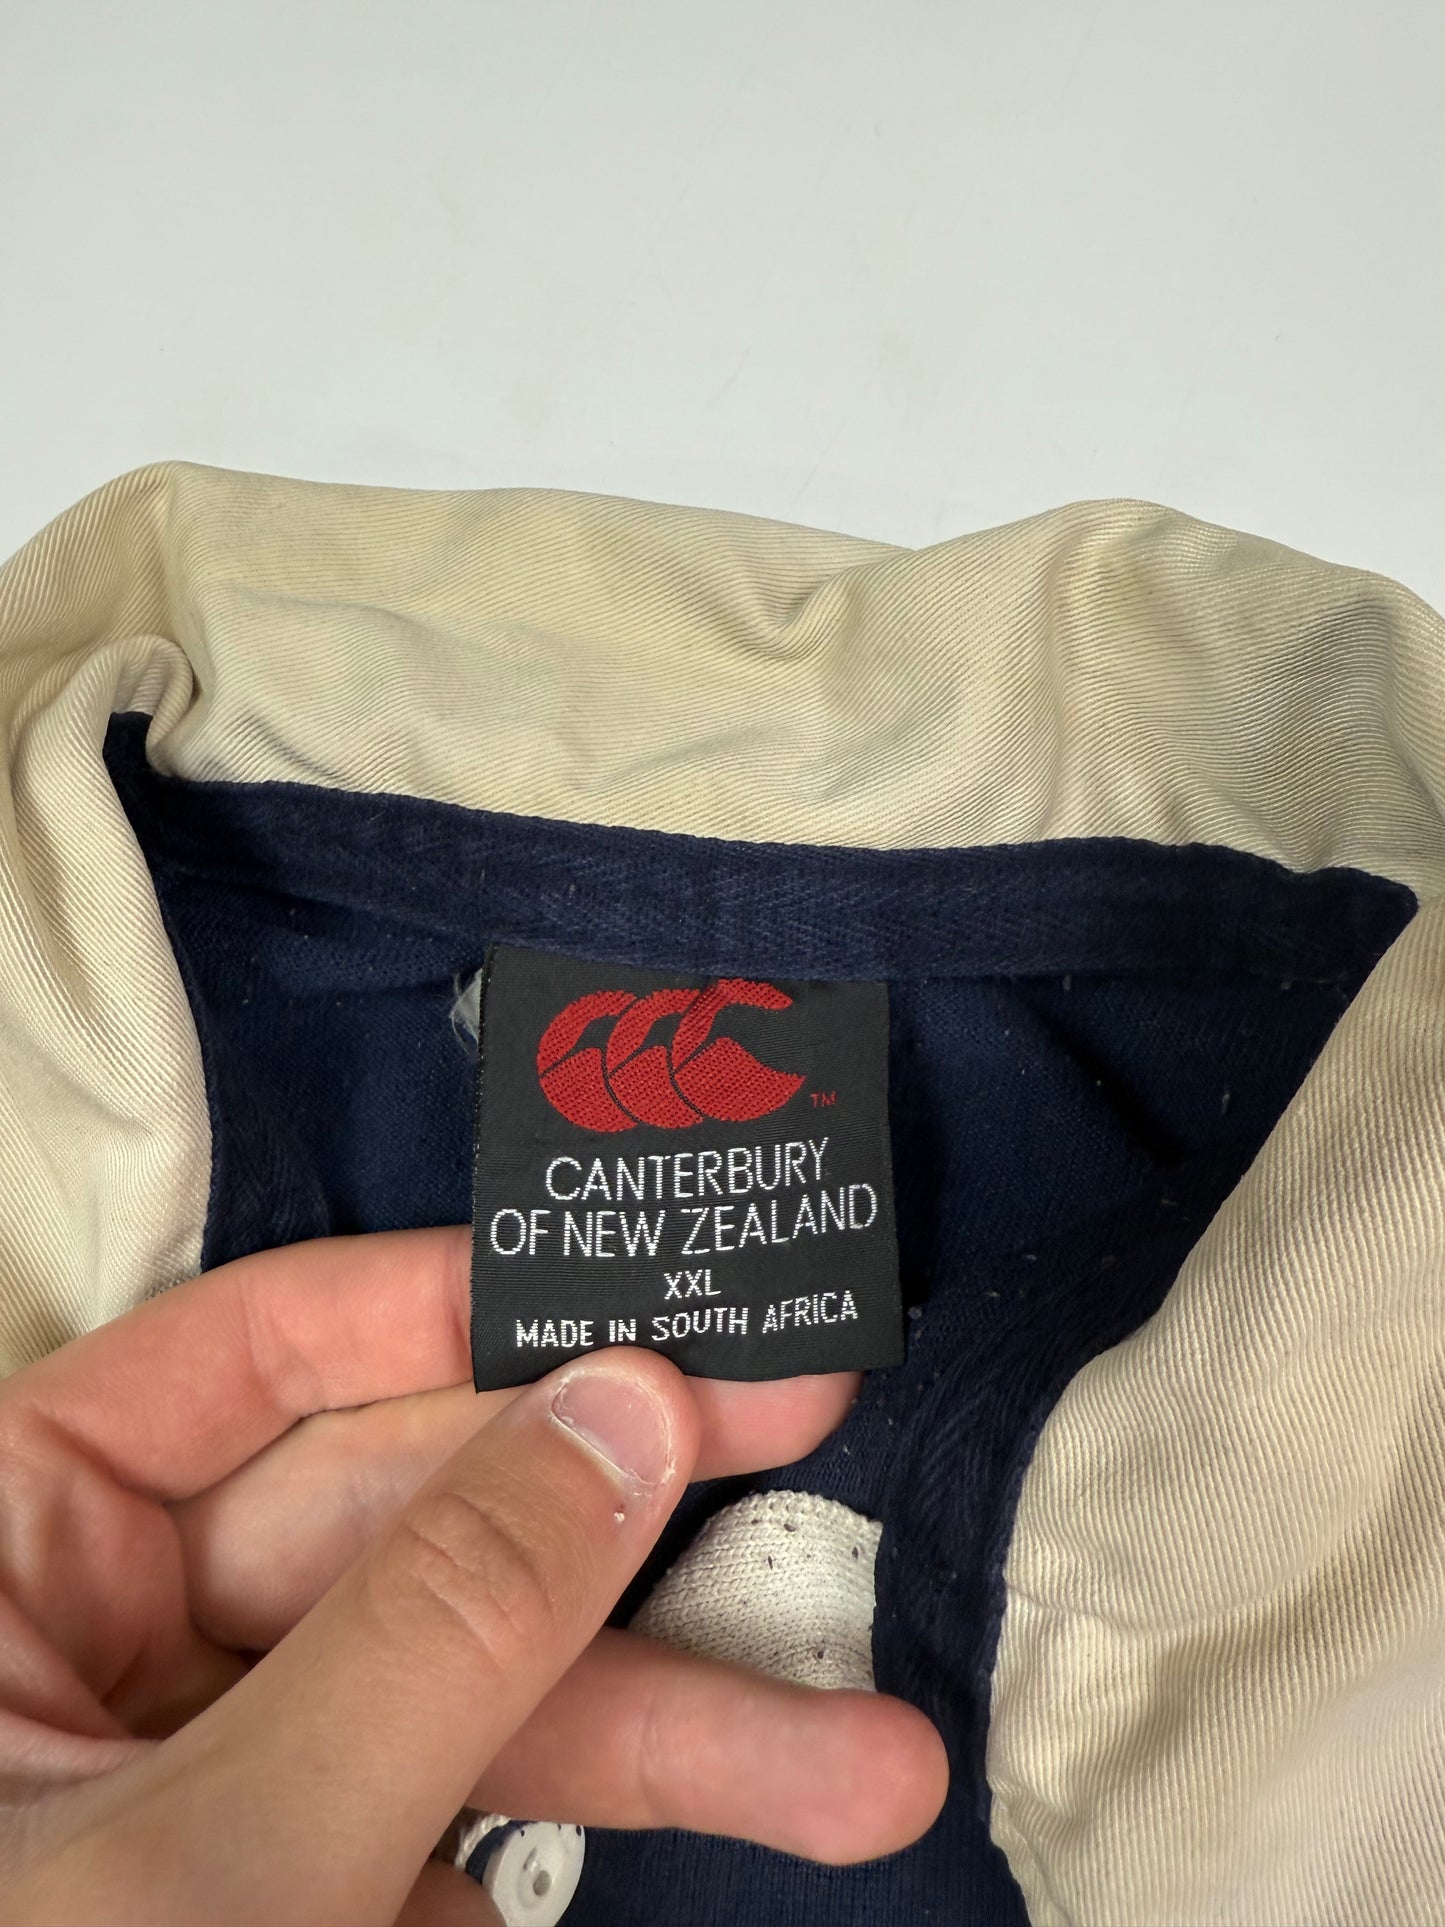 TM
CANTERBURY
OF NEW ZEALAND
XXL
MADE IN SOUTH AFRICA